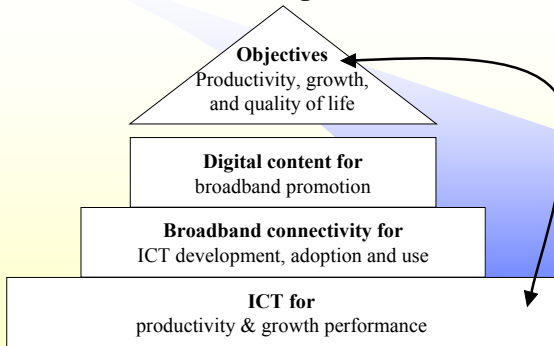 Objectives
Productivity, growth,
and quality of life
Digital content for
broadband promotion
Broadband connectivity for
ICT development, adoption and use
ICT for
productivity & growth performance